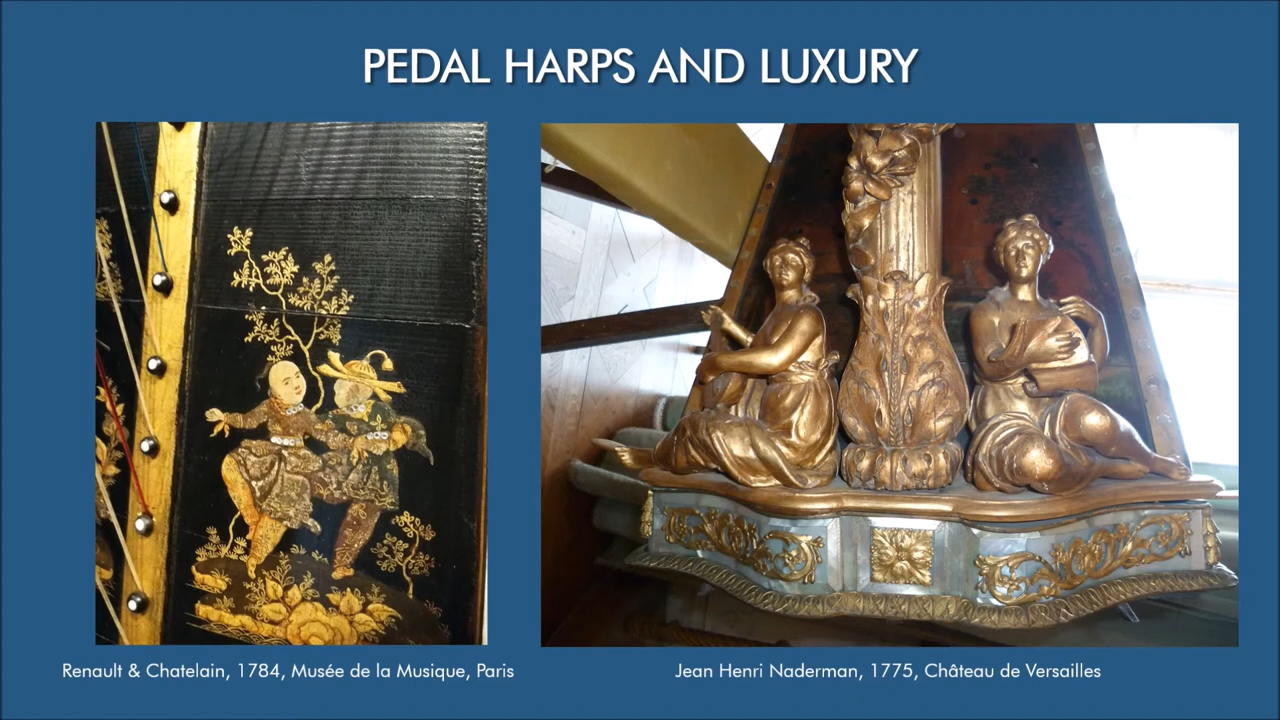 PEDAL HARPS AND LUXURY
Renault & Chatelain, 1784, Musée de la Musique, Paris
Jean Henri Naderman, 1775, Château de Versailles